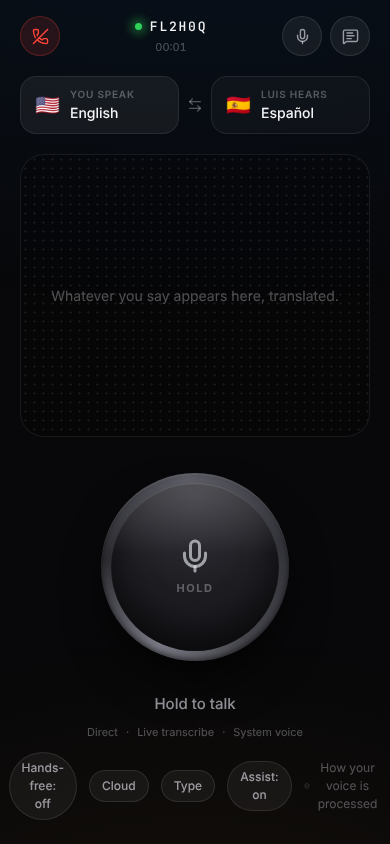 FL2H0Q
00:01
YOU SPEAK
English
LUIS HEARS
Español
Whatever you say appears here, translated.
HOLD
Hold to talk
Direct · Live transcribe · System voice
Hands-
free:
off
Cloud
Type
Assist:
on
How your
voice is
processed